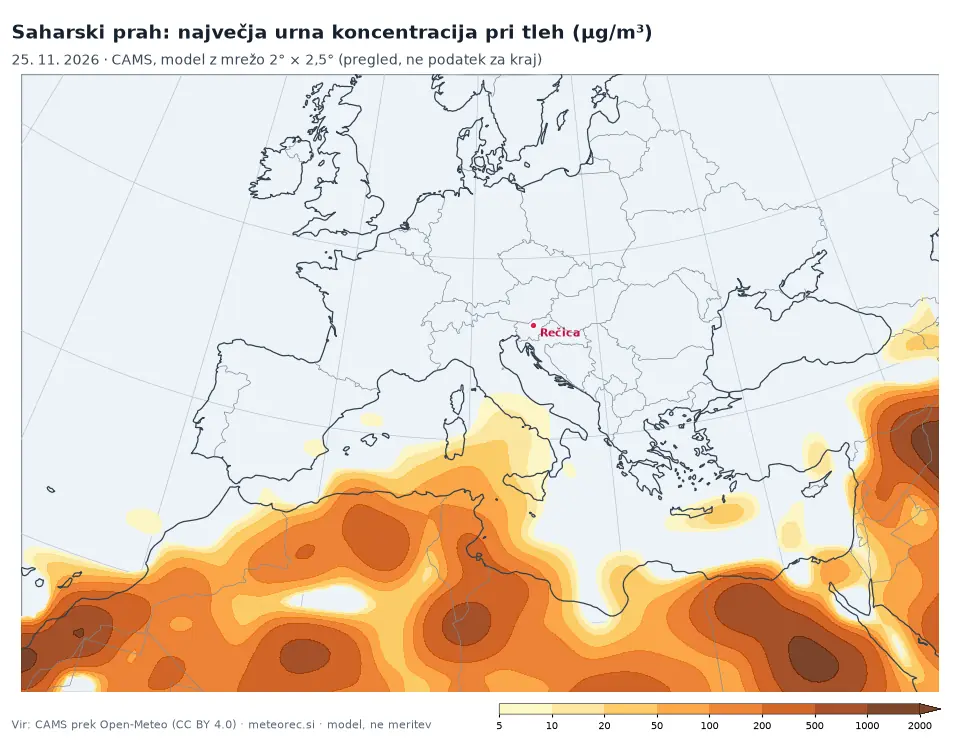 Saharski prah: največja urna koncentracija pri tleh (µg/m³)
25. 11. 2026 · CAMS, model z mrežo 2° × 2,5° (pregled, ne podatek za kraj)
Rečica
Vir: CAMS prek Open-Meteo (CC BY 4.0) · meteorec.si · model, ne meritev
5 10 20 50 100 200 500 1000 2000